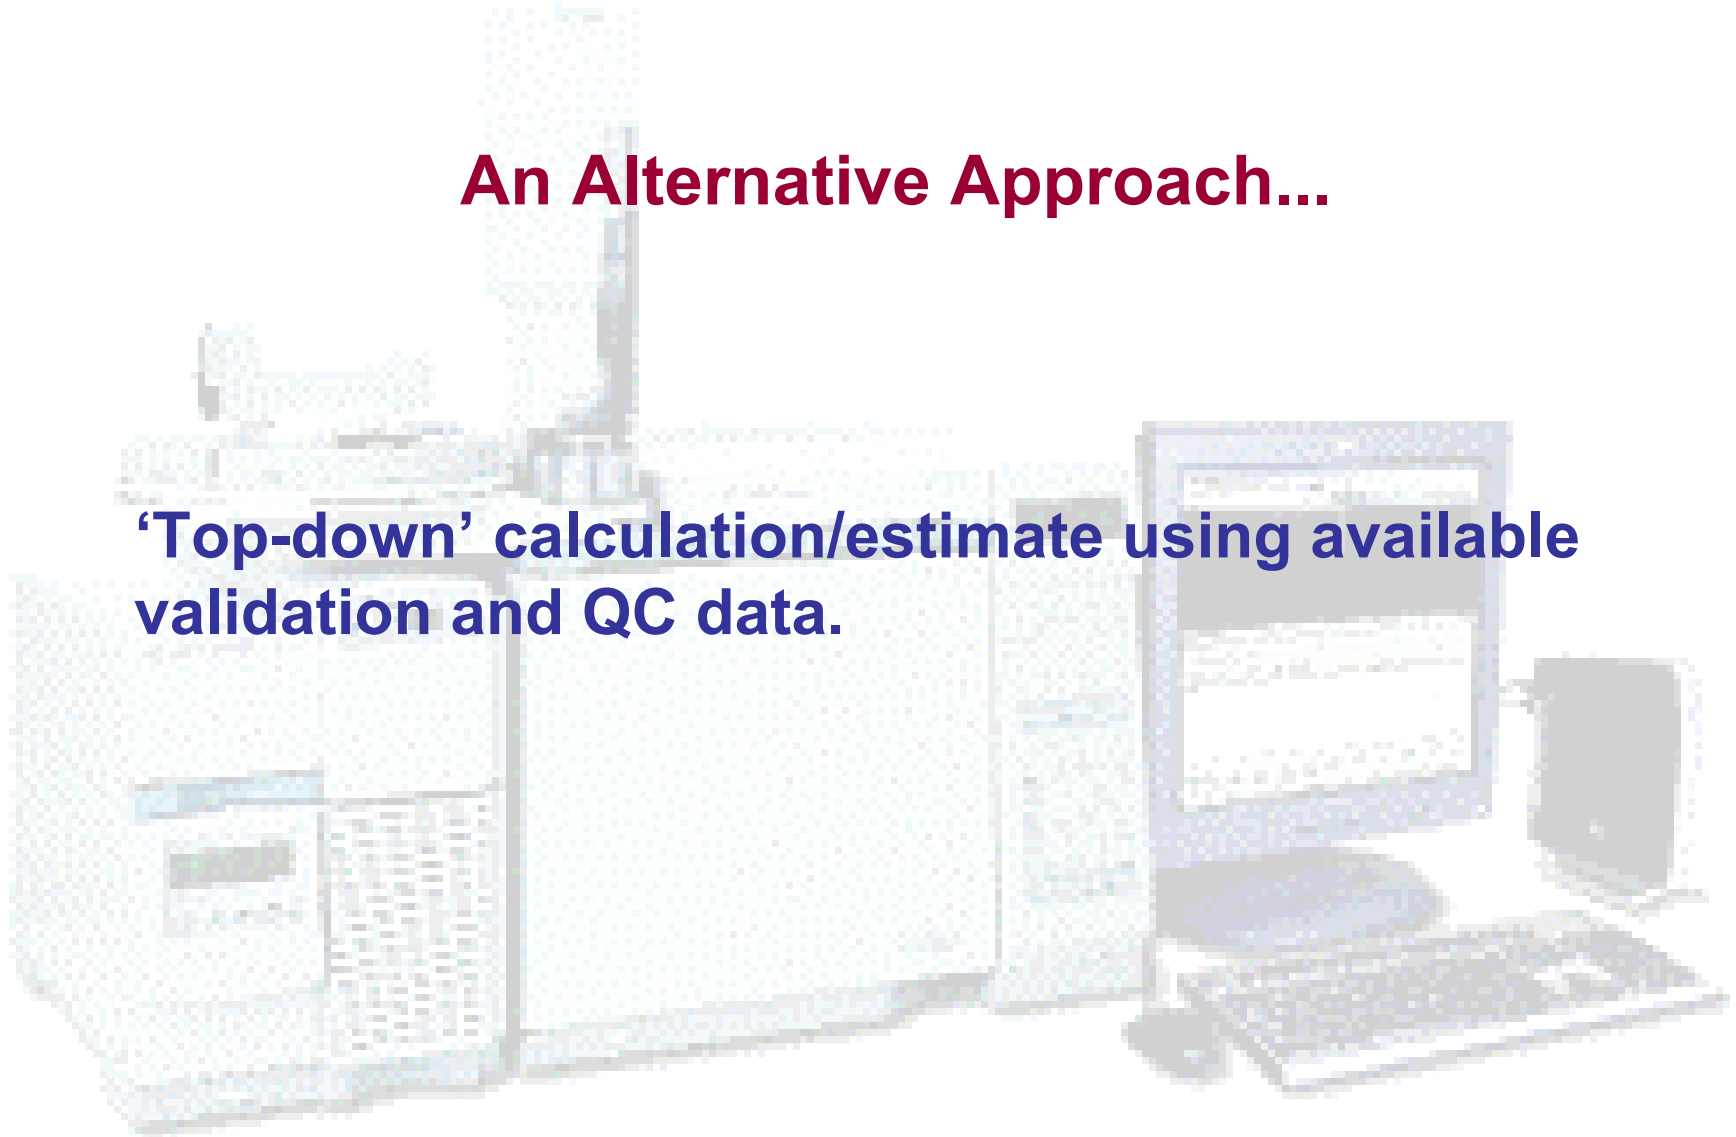 An Alternative Approach...
‘Top-down’ calculation/estimate using available
validation and QC data.